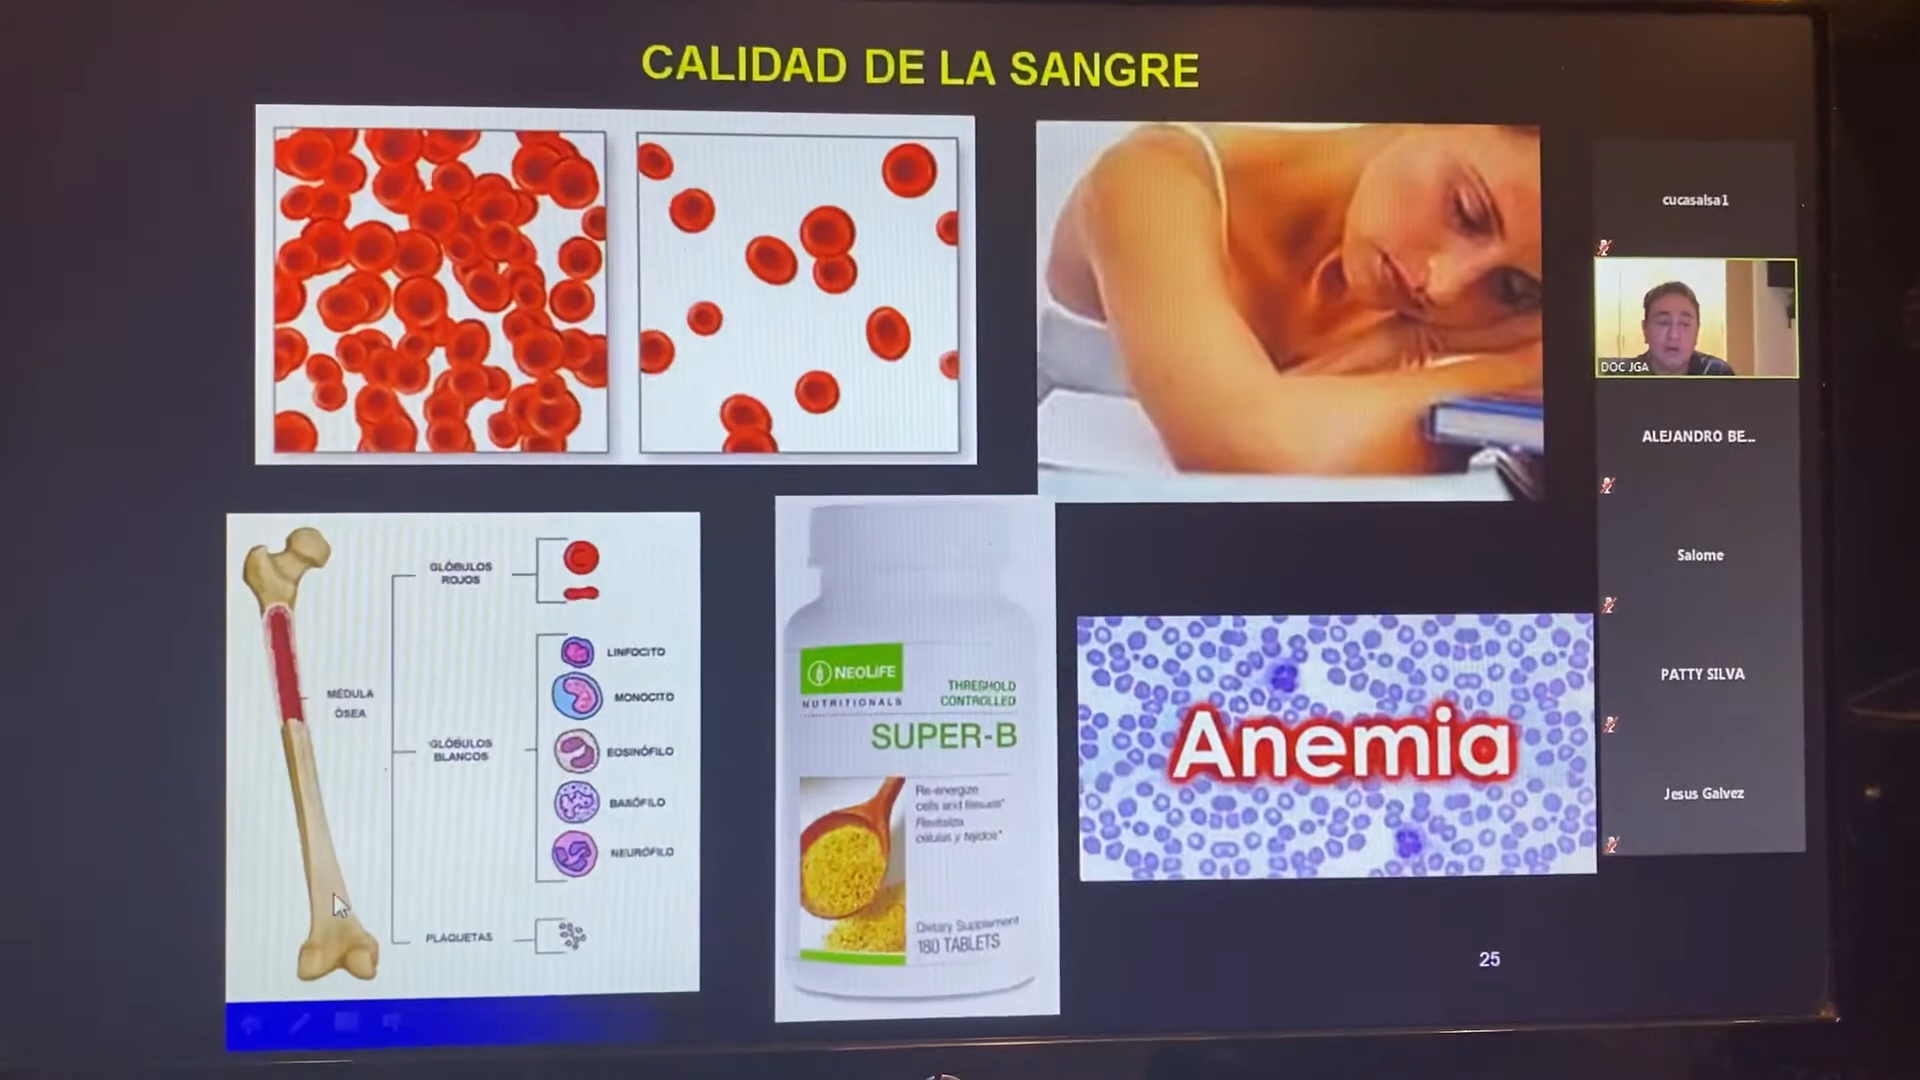 CALIDAD DE LA SANGRE
cucasalsa1
DOC JGA
ALEJANDRO BE...
Salome
PATTY SILVA
Jesus Galvez
GLÓBULOS
ROJOS
LINFOCITO
MONOCITO
MÉDULA
ÓSEA
GLÓBULOS
BLANCOS
EOSINÓFILO
BASÓFILO
NEURÓFILO
PLAQUETAS
NEOLIFE
NUTRITIONALS
THRESHOLD
CONTROLLED
SUPER-B
Re-energize
cells and tissues*
Revitaliza
células y tejidos*
Dietary Supplement
180 TABLETS
Anemia
25